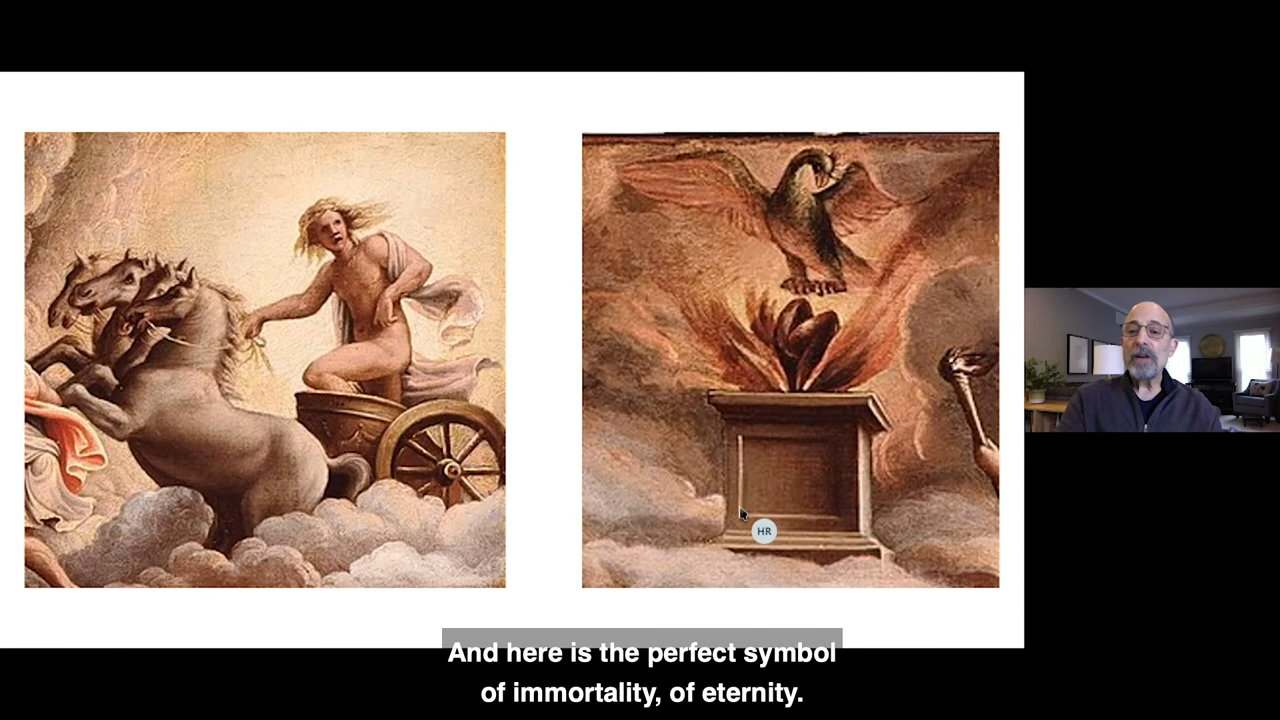 HR
And here is the perfect symbol
of immortality, of eternity.